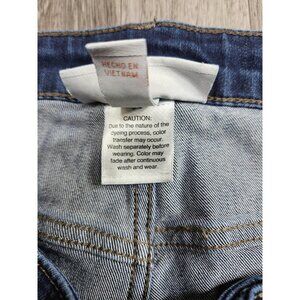 HECHO EN
VIETNAM
CAUTION:
Due to the nature of the
dyeing process, color
transfer may occur.
Wash separately before
wearing. Color may
fade after continuous
wash and wear.